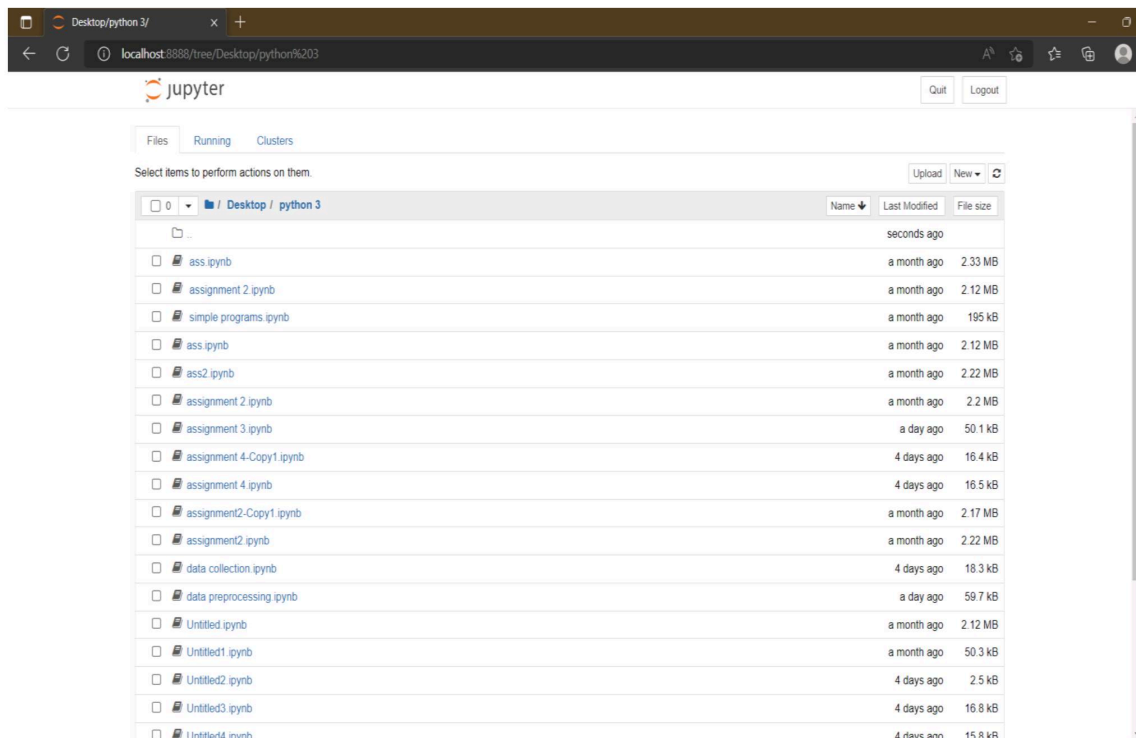 Desktop/python 3/
localhost:8888/tree/Desktop/python%203
jupyter
Quit Logout
Files Running Clusters
Select items to perform actions on them.
Upload New
0 / Desktop / python 3 Name Last Modified File size
.. seconds ago
ass.ipynb a month ago 2.33 MB
assignment 2.ipynb a month ago 2.12 MB
simple programs.ipynb a month ago 195 kB
ass.ipynb a month ago 2.12 MB
ass2.ipynb a month ago 2.22 MB
assignment 2.ipynb a month ago 2.2 MB
assignment 3.ipynb a day ago 50.1 kB
assignment 4-Copy1.ipynb 4 days ago 16.4 kB
assignment 4.ipynb 4 days ago 16.5 kB
assignment2-Copy1.ipynb a month ago 2.17 MB
assignment2.ipynb a month ago 2.22 MB
data collection.ipynb 4 days ago 18.3 kB
data preprocessing.ipynb a day ago 59.7 kB
Untitled.ipynb a month ago 2.12 MB
Untitled1.ipynb a month ago 50.3 kB
Untitled2.ipynb 4 days ago 2.5 kB
Untitled3.ipynb 4 days ago 16.8 kB
Untitled4.ipynb 4 days ago 15.8 kB